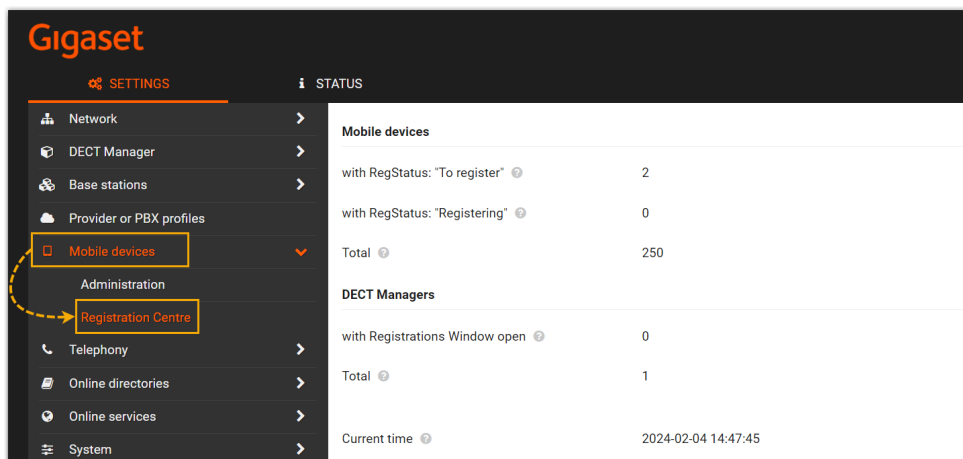 Gigaset
SETTINGS
STATUS
Network
DECT Manager
Base stations
Provider or PBX profiles
Mobile devices
Administration
Registration Centre
Telephony
Online directories
Online services
System
Mobile devices
with RegStatus: "To register" 2
with RegStatus: "Registering" 0
Total 250
DECT Managers
with Registrations Window open 0
Total 1
Current time 2024-02-04 14:47:45